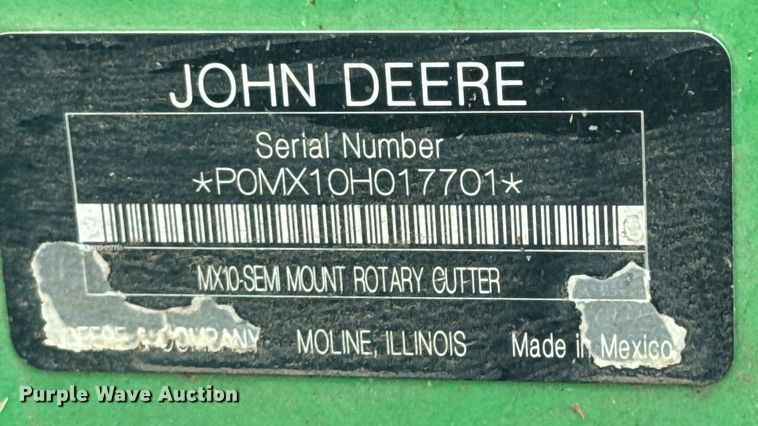 JOHN DEERE
Serial Number
*P0MX10H017701*
MX10-SEMI MOUNT ROTARY CUTTER
DEERE & COMPANY MOLINE, ILLINOIS Made in Mexico
Purple Wave Auction